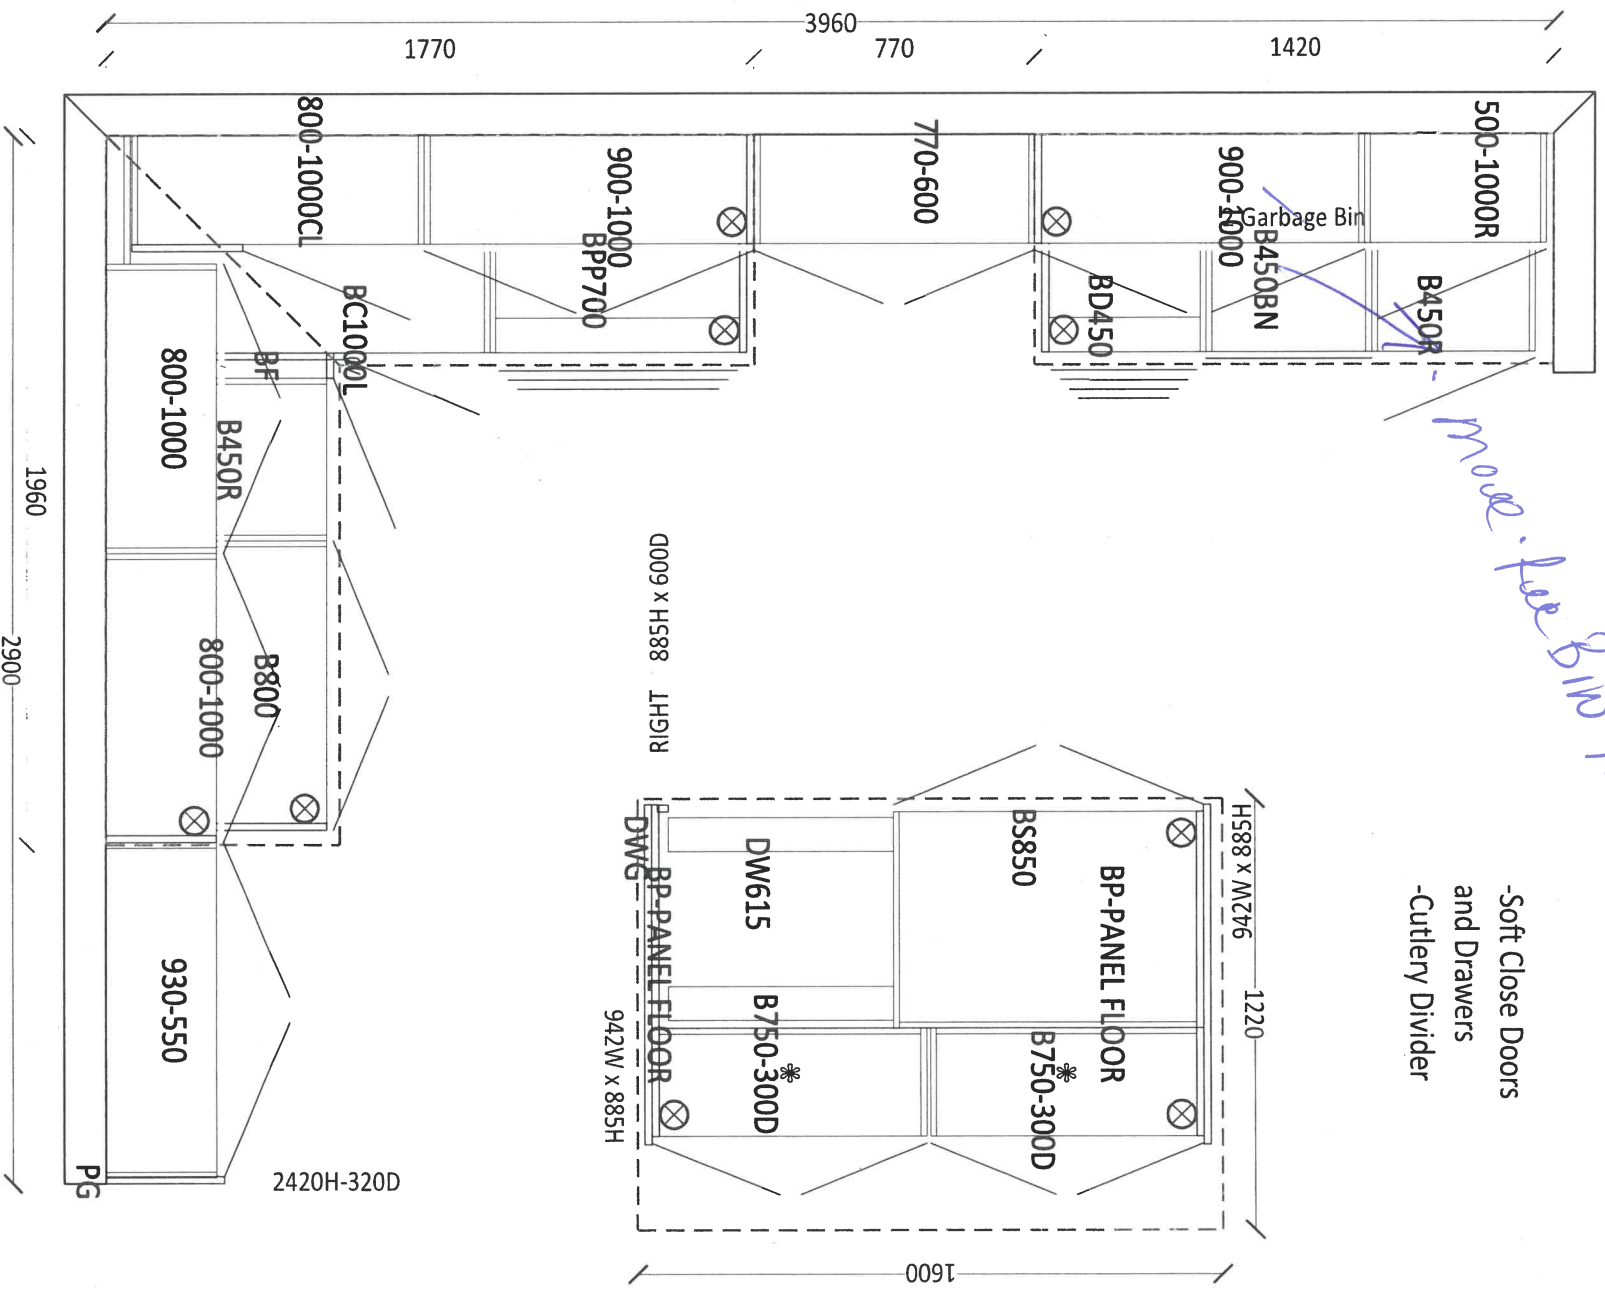 3960
1770
770
1420
800-1000CL
900-1000
770-600
900-1000
500-1000R
2 Garbage Bin
BPP700
BC1000L
BD450
B450BN
B450R
BF
800-1000
B450R
1960
2900
800-1000
B800
930-550
PG
2420H-320D
RIGHT 885H x 600D
DWG
BP-PANEL FLOOR
942W x 885H
DW615
BS850
BP-PANEL FLOOR
942W x 885H
B750-300D
B750-300D
1220
1600
-Soft Close Doors
and Drawers
-Cutlery Divider